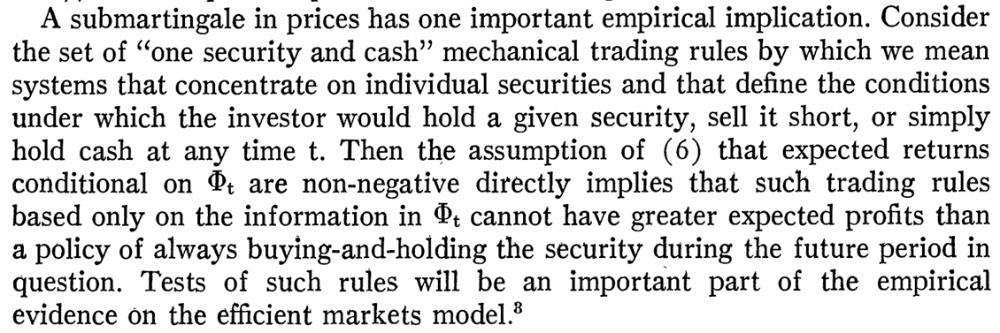 A submartingale in prices has one important empirical implication. Consider
the set of “one security and cash” mechanical trading rules by which we mean
systems that concentrate on individual securities and that define the conditions
under which the investor would hold a given security, sell it short, or simply
hold cash at any time t. Then the assumption of (6) that expected returns
conditional on Φₜ are non-negative directly implies that such trading rules
based only on the information in Φₜ cannot have greater expected profits than
a policy of always buying-and-holding the security during the future period in
question. Tests of such rules will be an important part of the empirical
evidence on the efficient markets model.⁸